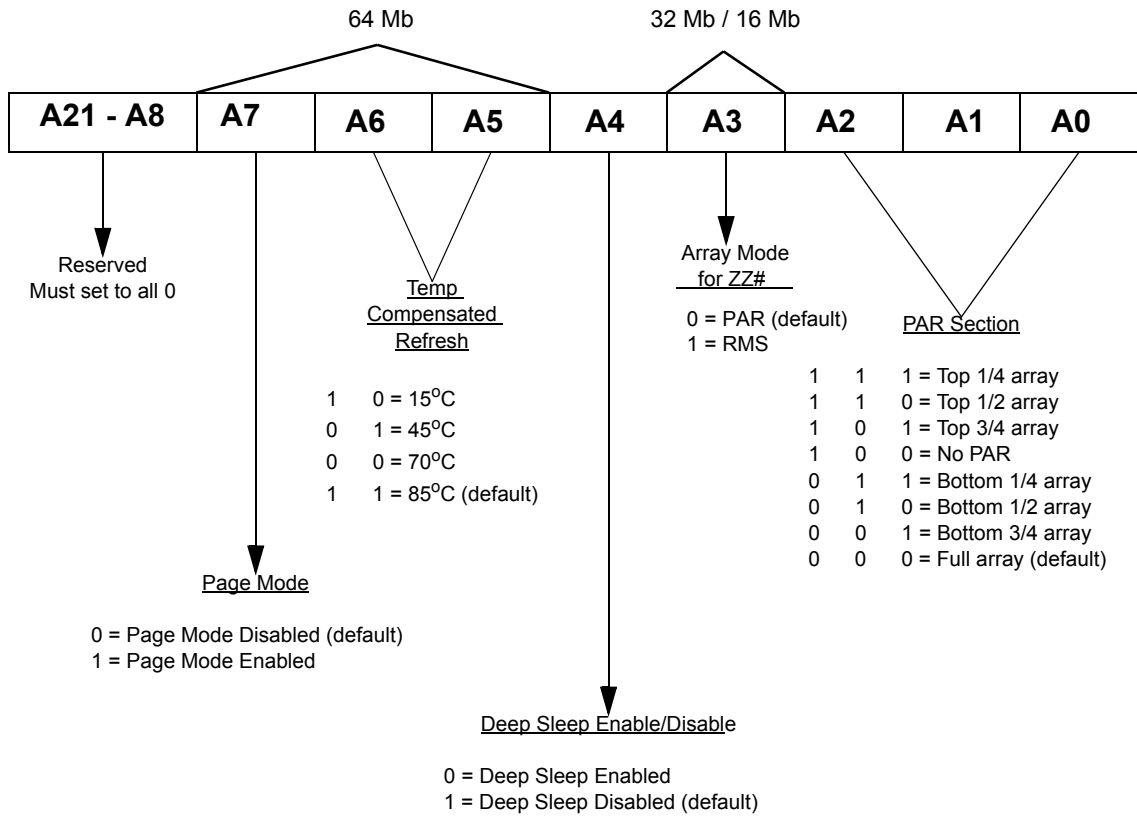 64 Mb
32 Mb / 16 Mb
A21 - A8 A7 A6 A5 A4 A3 A2 A1 A0
Reserved
Must set to all 0
Temp
Compensated
Refresh
1 0 = 15°C
0 1 = 45°C
0 0 = 70°C
1 1 = 85°C (default)
Array Mode
for ZZ#
0 = PAR (default)
1 = RMS
PAR Section
1 1 1 = Top 1/4 array
1 1 0 = Top 1/2 array
1 0 1 = Top 3/4 array
1 0 0 = No PAR
0 1 1 = Bottom 1/4 array
0 1 0 = Bottom 1/2 array
0 0 1 = Bottom 3/4 array
0 0 0 = Full array (default)
Page Mode
0 = Page Mode Disabled (default)
1 = Page Mode Enabled
Deep Sleep Enable/Disable
0 = Deep Sleep Enabled
1 = Deep Sleep Disabled (default)